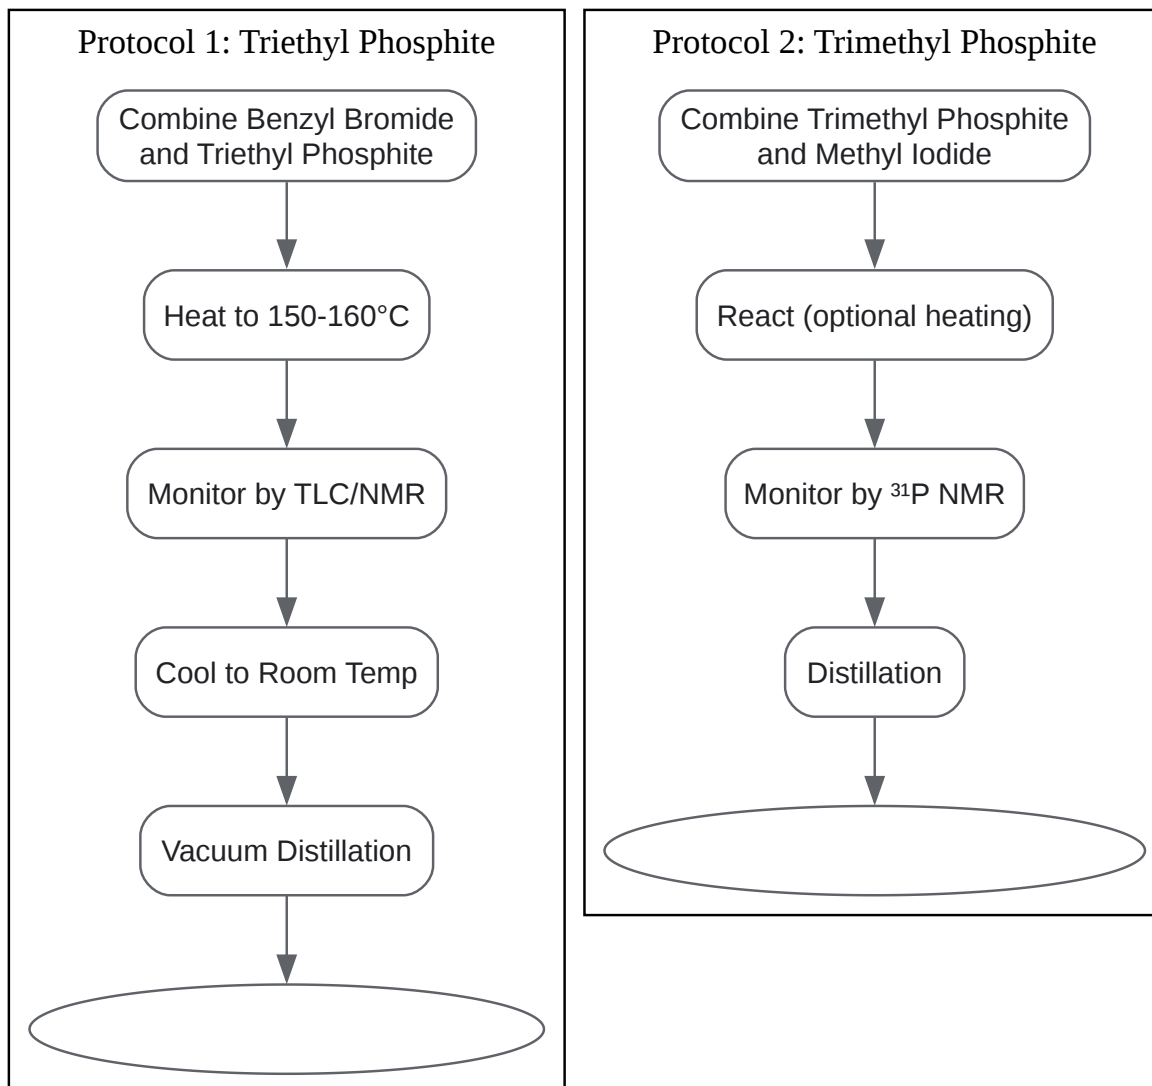 Protocol 1: Triethyl Phosphite
Combine Benzyl Bromide
and Triethyl Phosphite
Heat to 150-160°C
Monitor by TLC/NMR
Cool to Room Temp
Vacuum Distillation
Protocol 2: Trimethyl Phosphite
Combine Trimethyl Phosphite
and Methyl Iodide
React (optional heating)
Monitor by ³¹P NMR
Distillation